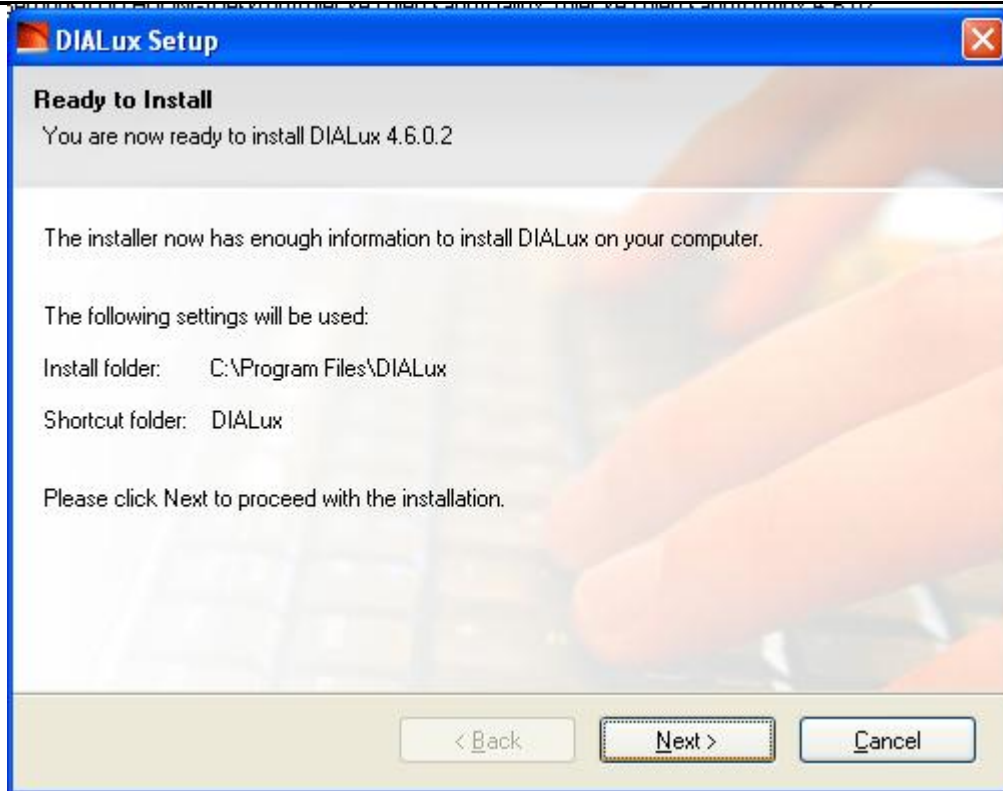 DIALux Setup
Ready to Install
You are now ready to install DIALux 4.6.0.2
The installer now has enough information to install DIALux on your computer.
The following settings will be used:
Install folder: C:\Program Files\DIALux
Shortcut folder: DIALux
Please click Next to proceed with the installation.
< Back Next > Cancel